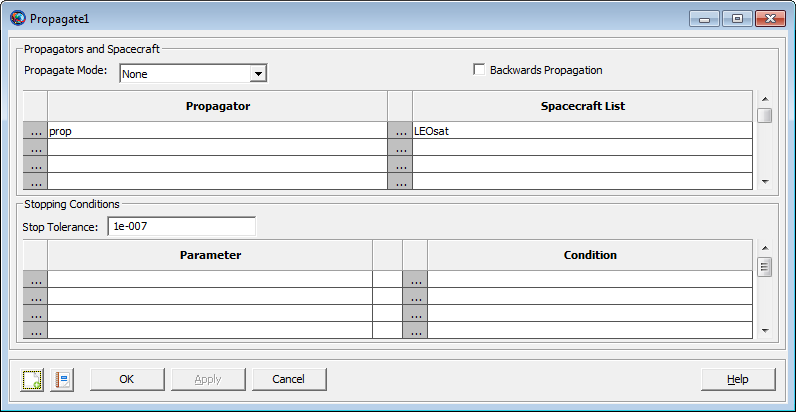 Propagate1
Propagators and Spacecraft
Propagate Mode: None Backwards Propagation
Propagator Spacecraft List
... prop ... LEOsat
... ...
... ...
... ...
Stopping Conditions
Stop Tolerance: 1e-007
Parameter Condition
... ...
... ...
... ...
... ...
OK Apply Cancel Help